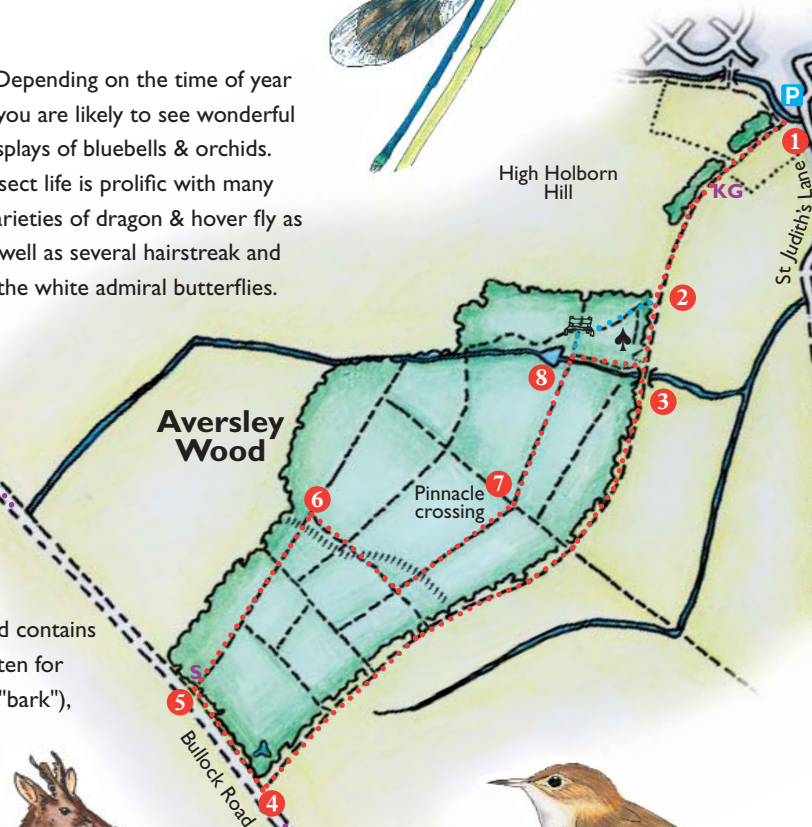 Depending on the time of year
you are likely to see wonderful
splays of bluebells & orchids.
sect life is prolific with many
arieties of dragon & hover fly as
well as several hairstreak and
the white admiral butterflies.
High Holborn
Hill
P
1
KG
St Judith's Lane
2
8
3
Aversley
Wood
7
Pinnacle
crossing
6
d contains
ten for
"bark"),
S
5
Bullock Road
4